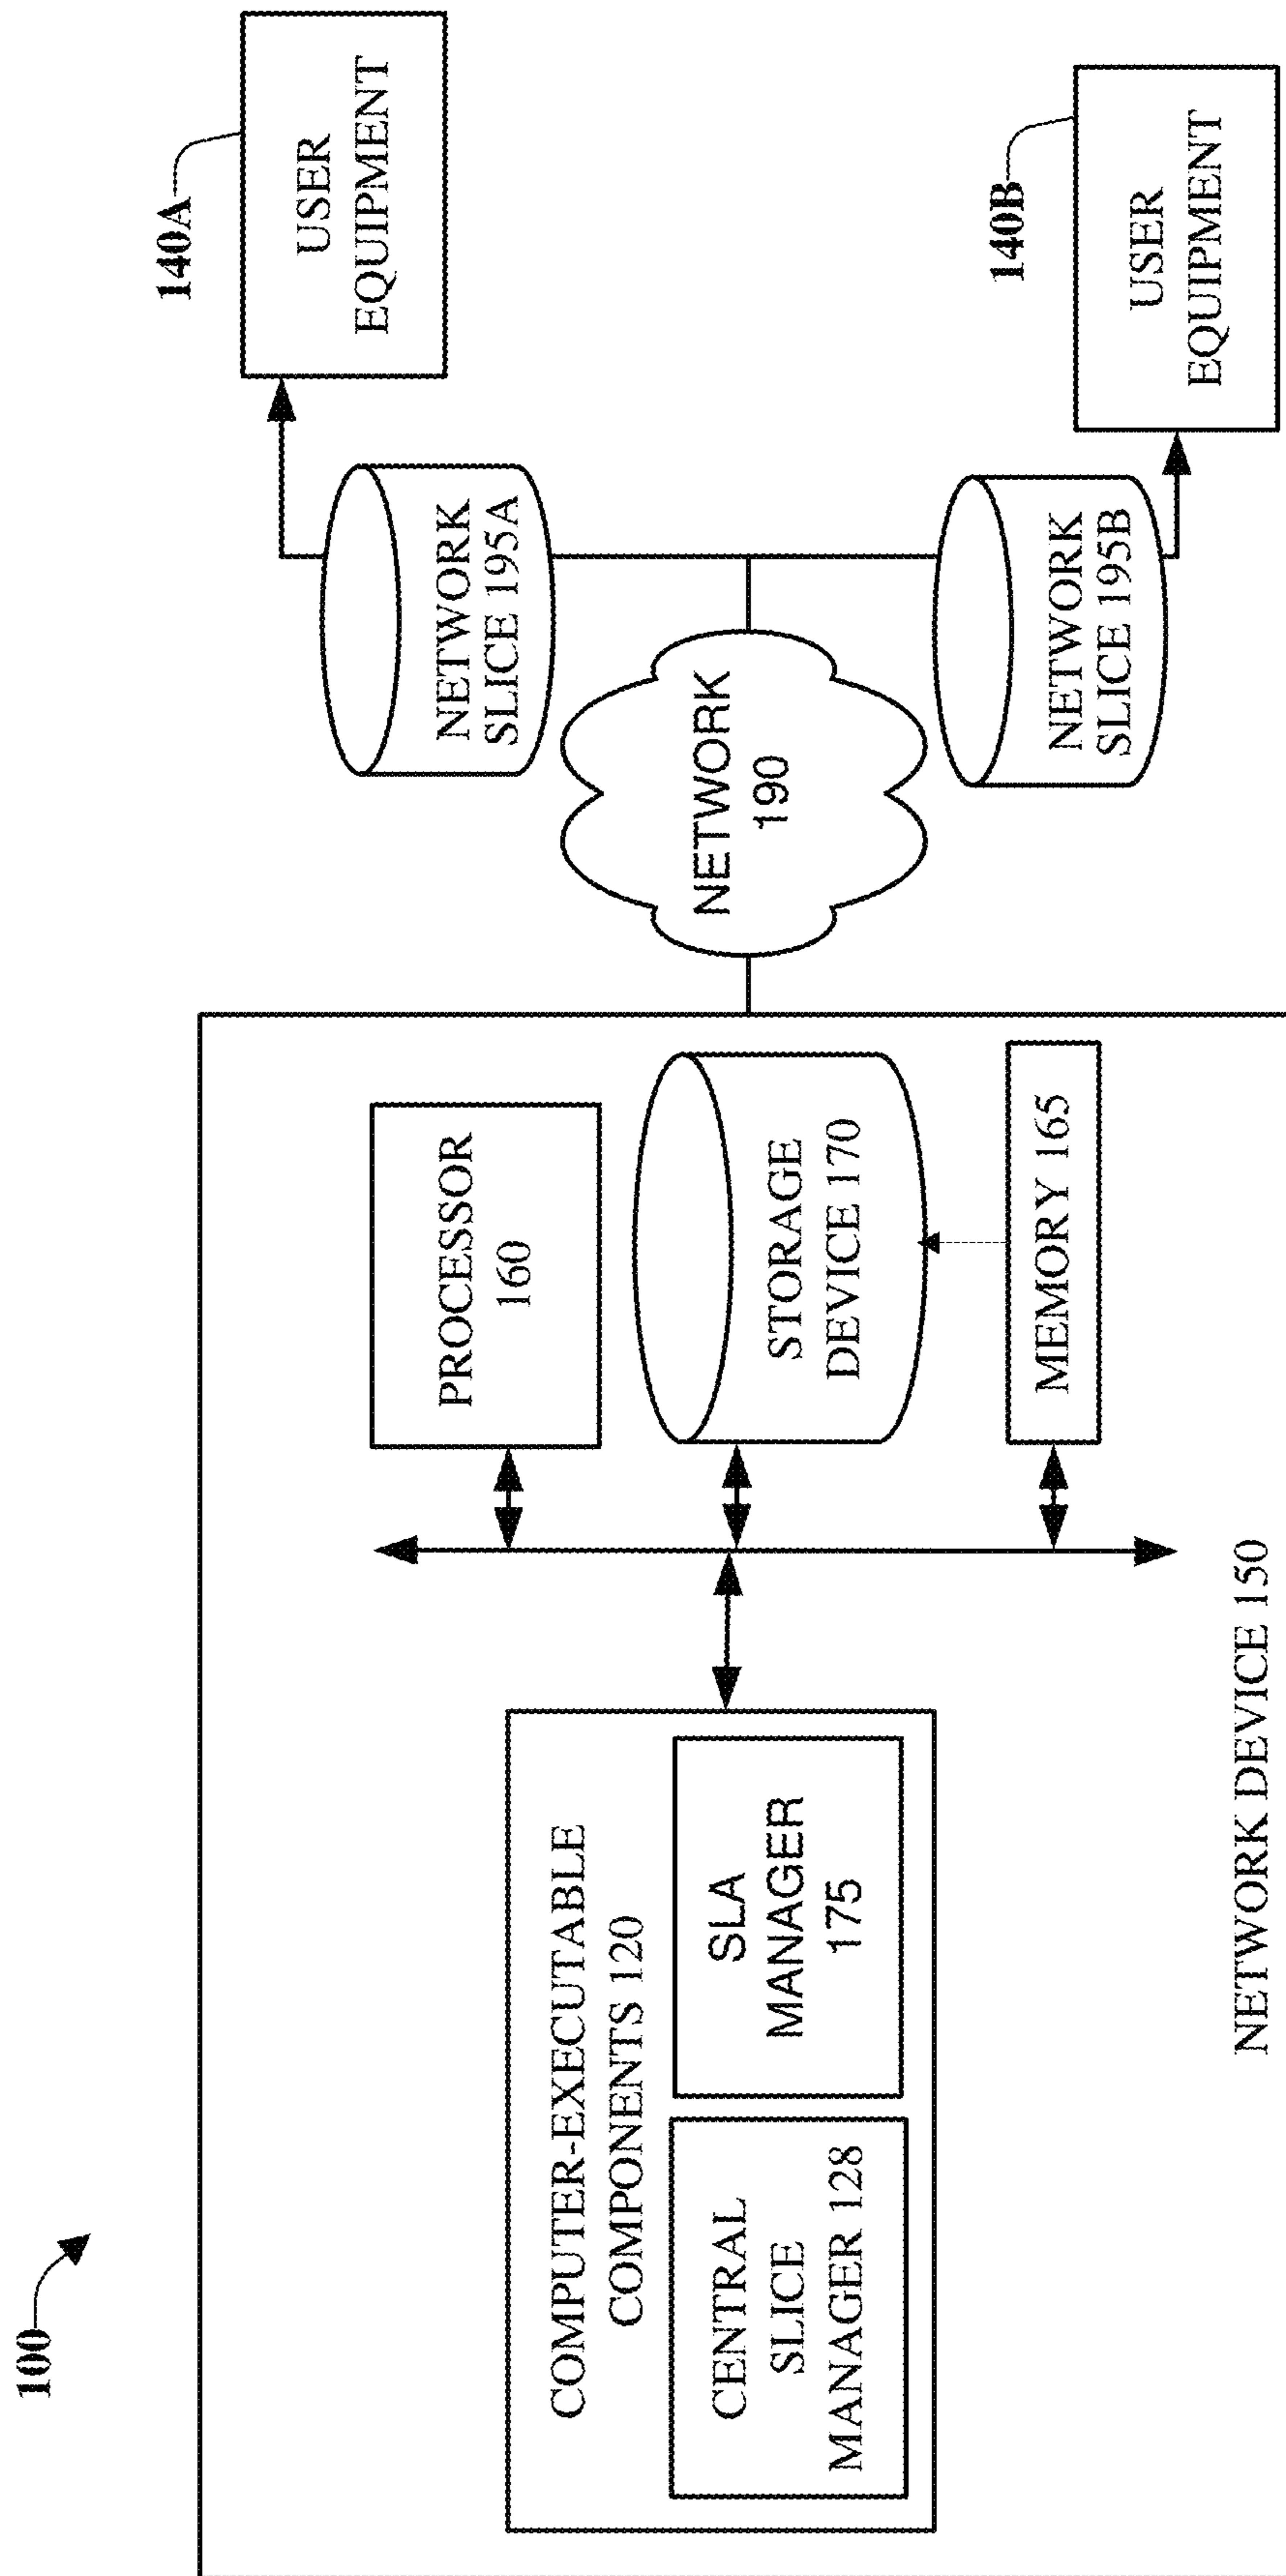 100
COMPUTER-EXECUTABLE
COMPONENTS 120
CENTRAL
SLICE
MANAGER 128
SLA
MANAGER
175
PROCESSOR
160
STORAGE
DEVICE 170
MEMORY 165
NETWORK DEVICE 150
NETWORK
190
NETWORK
SLICE 195A
NETWORK
SLICE 195B
140A
USER
EQUIPMENT
140B
USER
EQUIPMENT